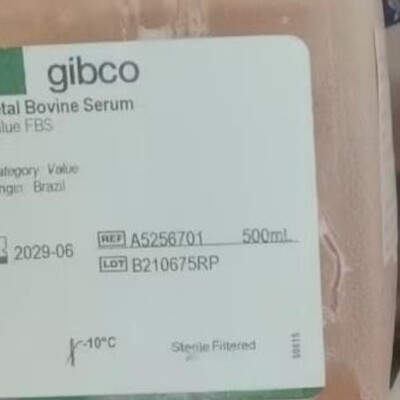 gibco
etal Bovine Serum
alue FBS
ategory Value
rigin Brazil
2029-06
REF A5256701 500mL
LOT B210675RP
-10°C
Sterile Filtered